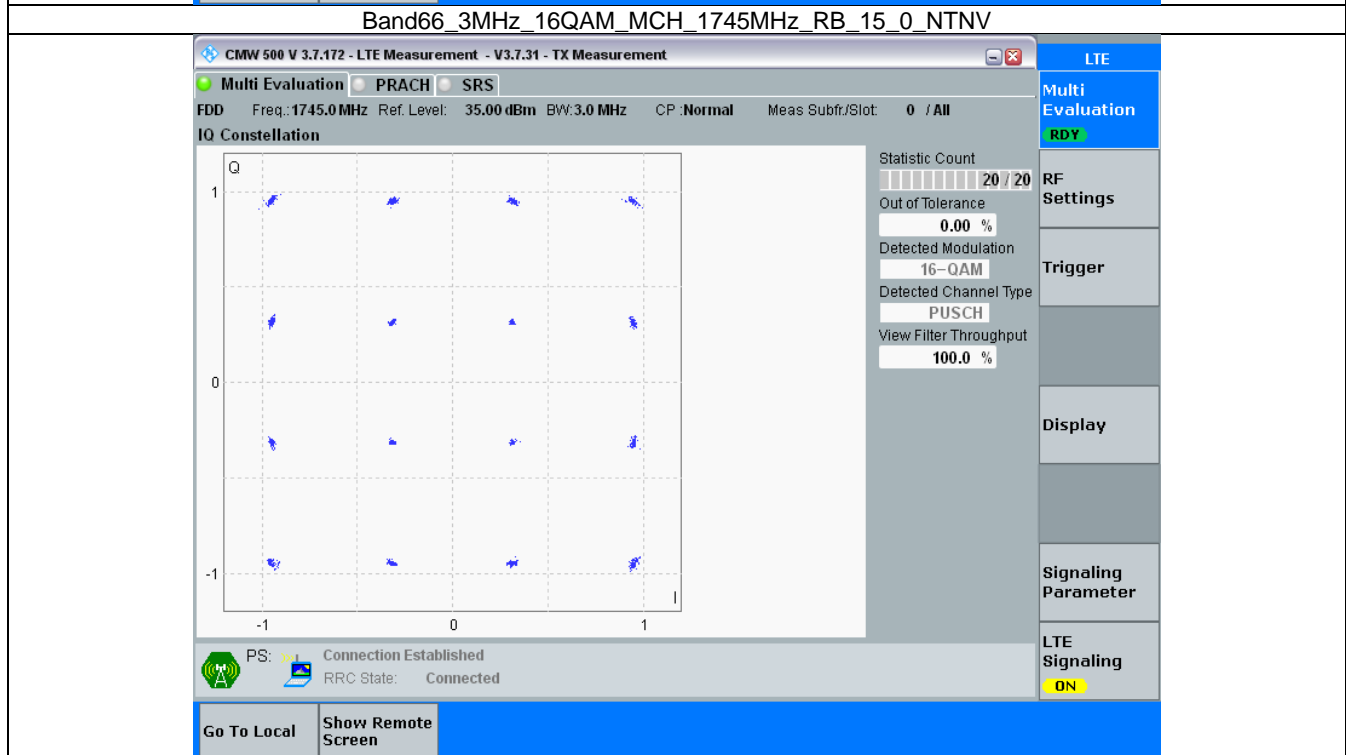 Band66_3MHz_16QAM_MCH_1745MHz_RB_15_0_NTNV
CMW 500 V 3.7.172 - LTE Measurement - V3.7.31 - TX Measurement
LTE
Multi Evaluation PRACH SRS
Multi
Evaluation
RDY
FDD Freq.:1745.0 MHz Ref. Level: 35.00 dBm BW:3.0 MHz CP :Normal Meas Subfr./Slot: 0 / All
IQ Constellation
Q
1
0
-1
I
-1 0 1
Statistic Count
20 / 20
Out of Tolerance
0.00 %
Detected Modulation
16-QAM
Detected Channel Type
PUSCH
View Filter Throughput
100.0 %
RF
Settings
Trigger
Display
Signaling
Parameter
LTE
Signaling
ON
PS: Connection Established
RRC State: Connected
Go To Local
Show Remote
Screen